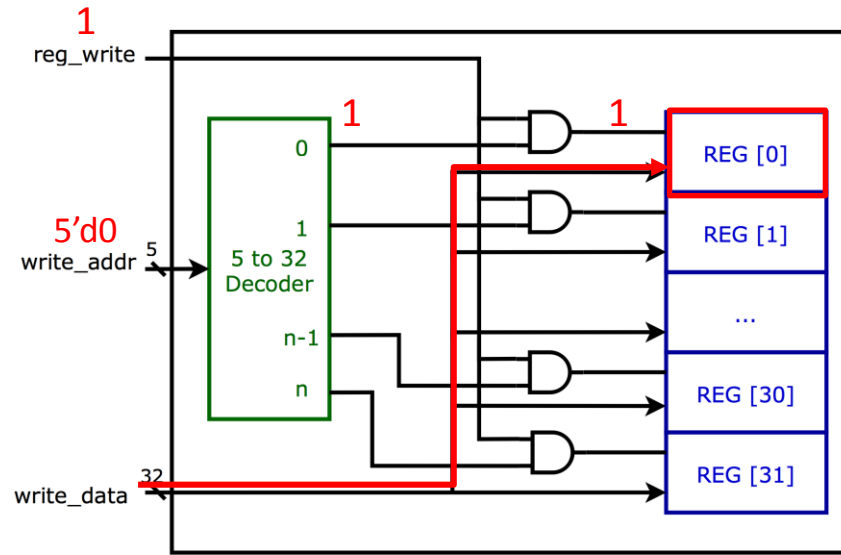 1
reg_write
1
1
0
REG [0]
5’d0
5
write_addr
1
REG [1]
5 to 32
Decoder
...
n-1
n
REG [30]
32
write_data
REG [31]